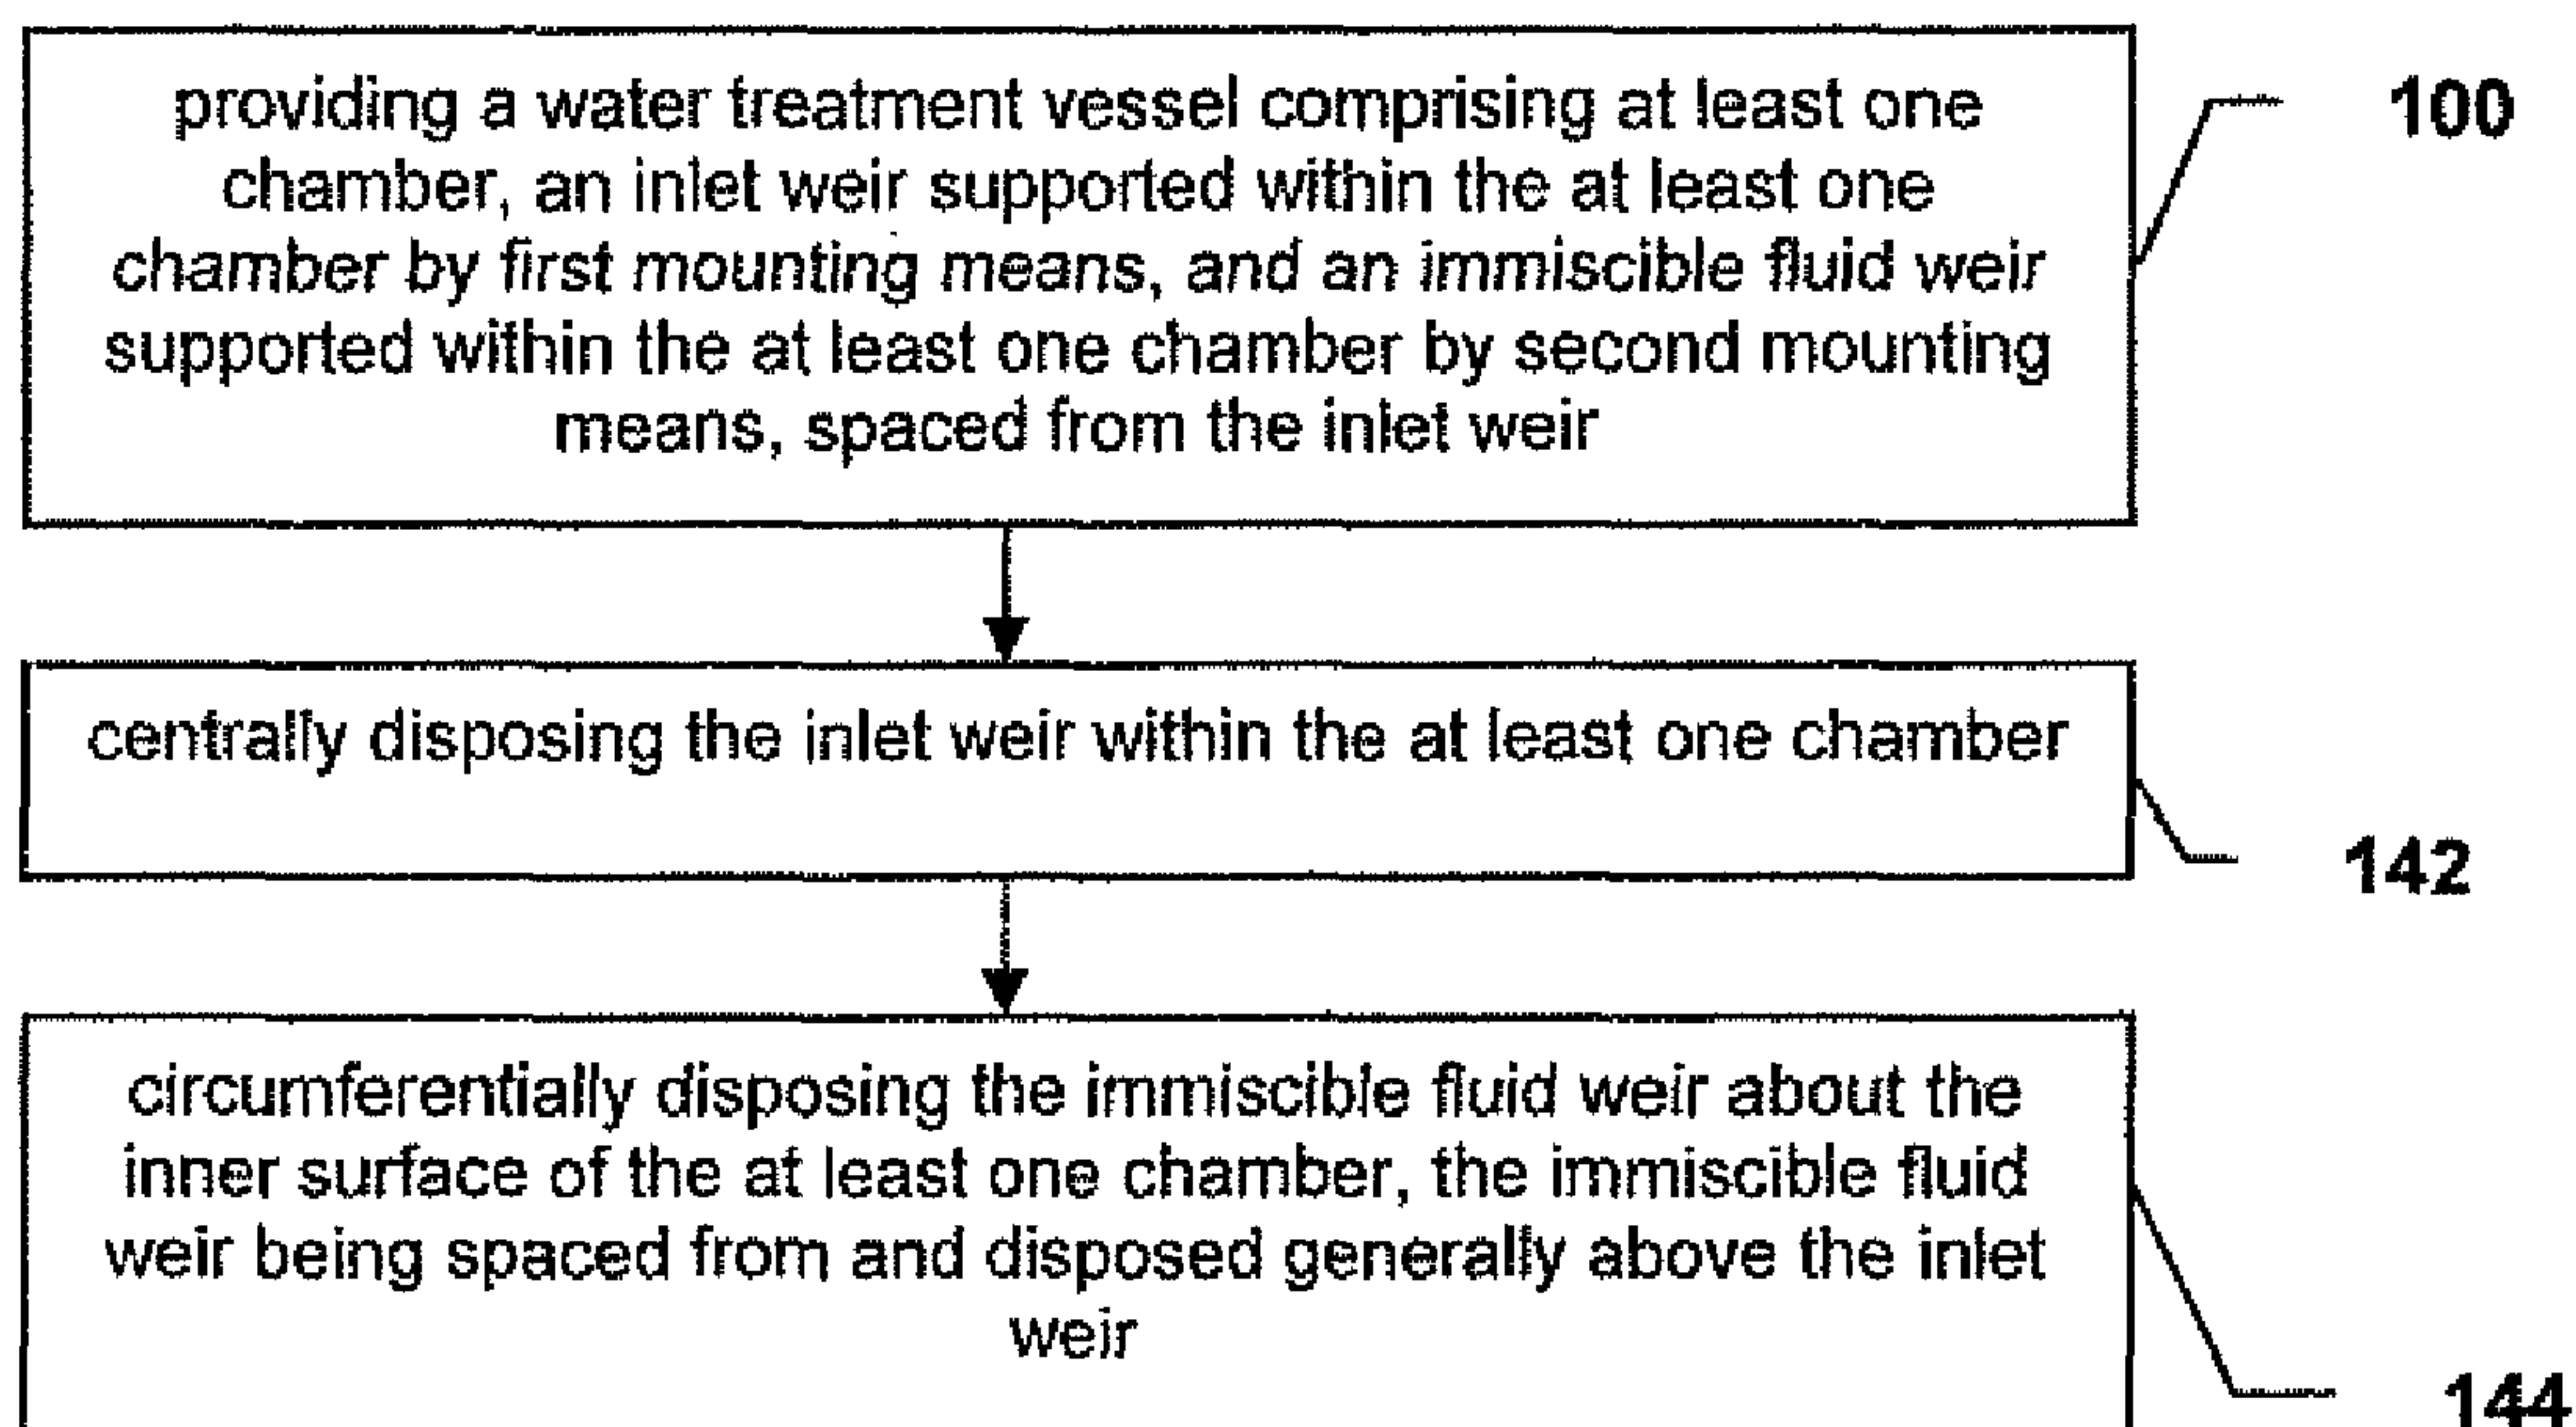 providing a water treatment vessel comprising at least one
100
chamber, an inlet weir supported within the at least one
chamber by first mounting means, and an immiscible fluid weir
supported within the at least one chamber by second mounting
means, spaced from the inlet weir
centrally disposing the inlet weir within the at least one chamber
142
circumferentially disposing the immiscible fluid weir about the
inner surface of the at least one chamber, the immiscible fluid
weir being spaced from and disposed generally above the inlet
weir
144